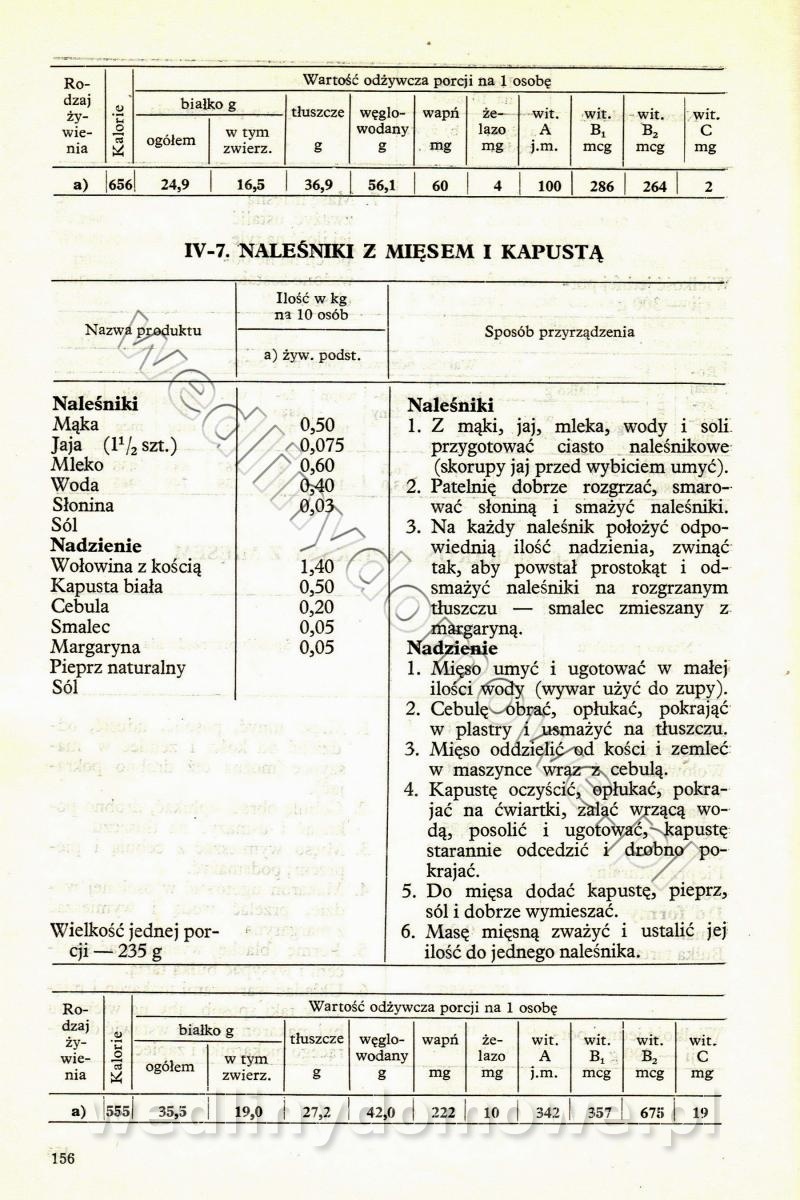 Ro-
dzaj
ży-
wie-
nia
Kalorie
Wartość odżywcza porcji na 1 osobę
białko g
ogółem
w tym
zwierz.
tłuszcze
g
węglo-
wodany
g
wapń
mg
że-
lazo
mg
wit.
A
j.m.
wit.
B₁
mcg
wit.
B₂
mcg
wit.
C
mg
a) 656 24,9 16,5 36,9 56,1 60 4 100 286 264 2
IV-7. NALEŚNIKI Z MIĘSEM I KAPUSTĄ
Nazwa produktu
Ilość w kg
na 10 osób
a) żyw. podst.
Sposób przyrządzenia
Naleśniki
Mąka 0,50
Jaja (1¹/₂ szt.) 0,075
Mleko 0,60
Woda 0,40
Słonina 0,03
Sól
Nadzienie
Wołowina z kością 1,40
Kapusta biała 0,50
Cebula 0,20
Smalec 0,05
Margaryna 0,05
Pieprz naturalny
Sól
Wielkość jednej por-
cji — 235 g
Naleśniki
1. Z mąki, jaj, mleka, wody i soli
przygotować ciasto naleśnikowe
(skorupy jaj przed wybiciem umyć).
2. Patelnię dobrze rozgrzać, smaro-
wać słoniną i smażyć naleśniki.
3. Na każdy naleśnik położyć odpo-
wiednią ilość nadzienia, zwinąć
tak, aby powstał prostokąt i od-
smażyć naleśniki na rozgrzanym
tłuszczu — smalec zmieszany z
margaryną.
Nadzienie
1. Mięso umyć i ugotować w małej
ilości wody (wywar użyć do zupy).
2. Cebulę obrać, opłukać, pokrajać
w plastry i usmażyć na tłuszczu.
3. Mięso oddzielić od kości i zemleć
w maszynce wraz z cebulą.
4. Kapustę oczyścić, opłukać, pokra-
jać na ćwiartki, zalać wrzącą wo-
dą, posolić i ugotować, kapustę
starannie odcedzić i drobno po-
krajać.
5. Do mięsa dodać kapustę, pieprz,
sól i dobrze wymieszać.
6. Masę mięsną zważyć i ustalić jej
ilość do jednego naleśnika.
Ro-
dzaj
ży-
wie-
nia
Kalorie
Wartość odżywcza porcji na 1 osobę
białko g
ogółem
w tym
zwierz.
tłuszcze
g
węglo-
wodany
g
wapń
mg
że-
lazo
mg
wit.
A
j.m.
wit.
B₁
mcg
wit.
B₂
mcg
wit.
C
mg
a) 555 35,5 19,0 27,2 42,0 222 10 342 357 675 19
wedlinydomowe.pl
wedlinydomowe.pl
156